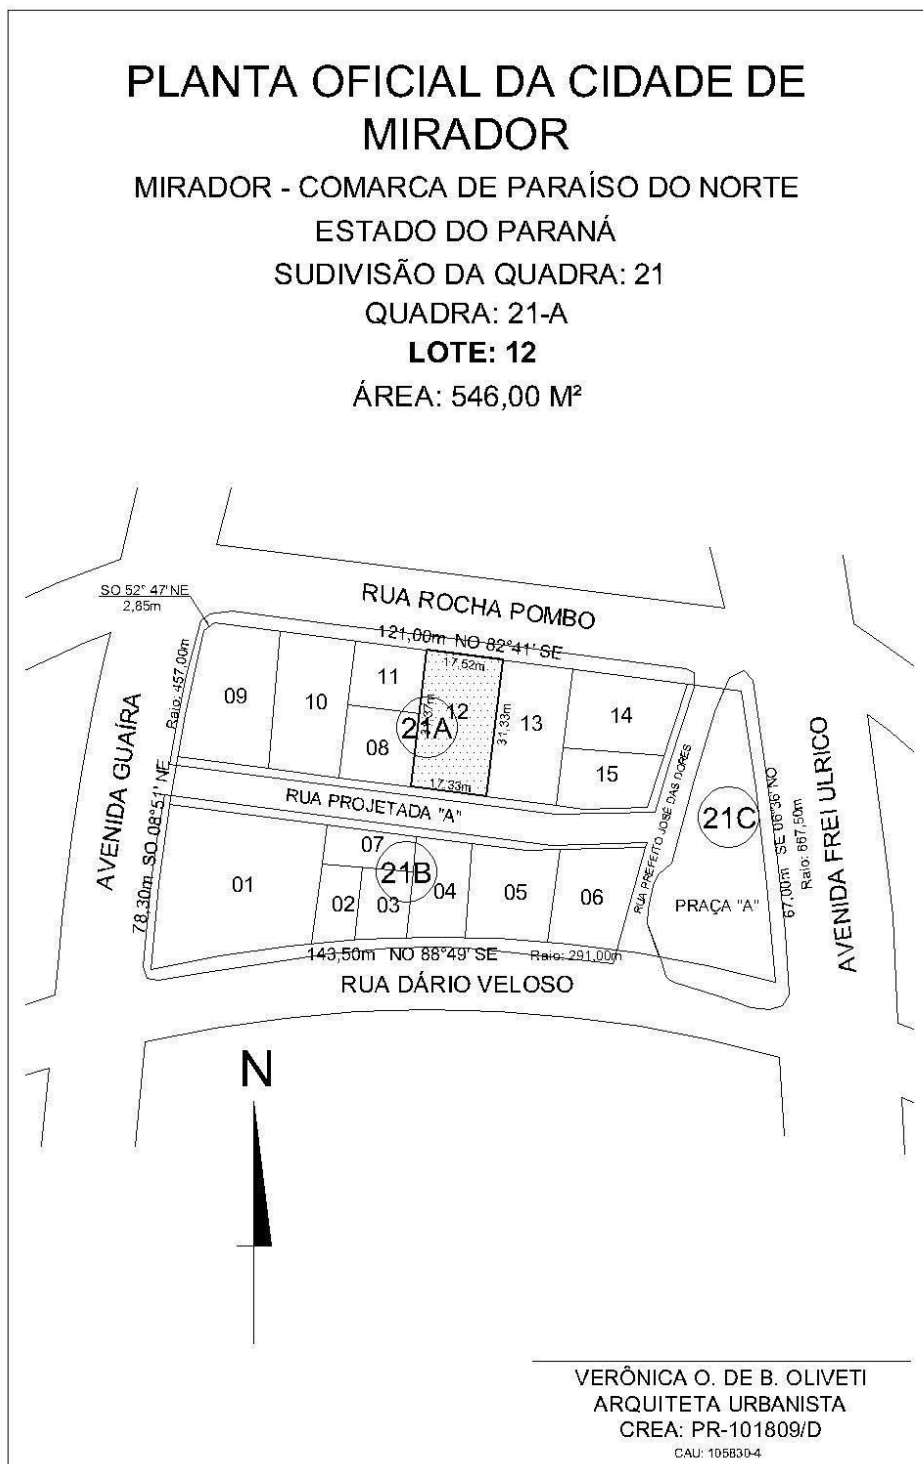 PLANTA OFICIAL DA CIDADE DE
MIRADOR
MIRADOR - COMARCA DE PARAÍSO DO NORTE
ESTADO DO PARANÁ
SUDIVISÃO DA QUADRA: 21
QUADRA: 21-A
LOTE: 12
ÁREA: 546,00 M²
SO 52° 47' NE
2,85m
RUA ROCHA POMBO
121,00m NO 82°41' SE
17.52m
Raio: 457,00m
09
10
11
12
13
14
15
08
21A
31,33m
17.33m
AVENIDA GUAÍRA
78,30m SO 08°51' NE
RUA PROJETADA "A"
RUA PREFEITO JOSÉ DAS DORES
21C
67,00m SE 06°36' NO
Raio: 667,50m
AVENIDA FREI ULRICO
07
21B
01
02
03
04
05
06
PRAÇA "A"
143,50m NO 88°49' SE
Raio: 291,00m
RUA DÁRIO VELOSO
N
VERÔNICA O. DE B. OLIVETI
ARQUITETA URBANISTA
CREA: PR-101809/D
CAU: 105830-4